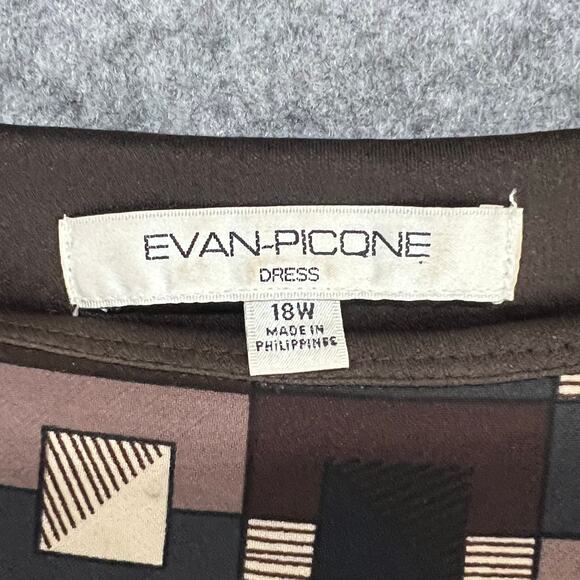 EVAN-PICONE
DRESS
18W
MADE IN
PHILIPPINES